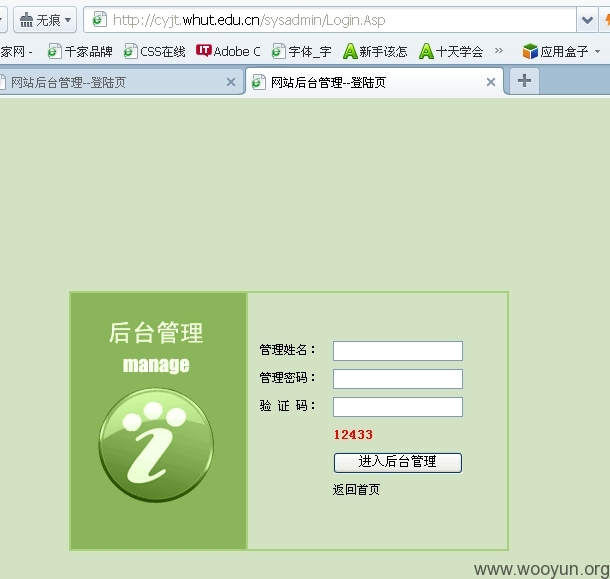 无痕
http://cyjt.whut.edu.cn/sysadmin/Login.Asp
家网 - 千家品牌 CSS在线 Adobe C 字体_字 新手该怎 十天学会 » 应用盒子
网站后台管理--登陆页 网站后台管理--登陆页
后台管理
manage
管理姓名：
管理密码：
验 证 码：
12433
进入后台管理
返回首页
www.wooyun.org